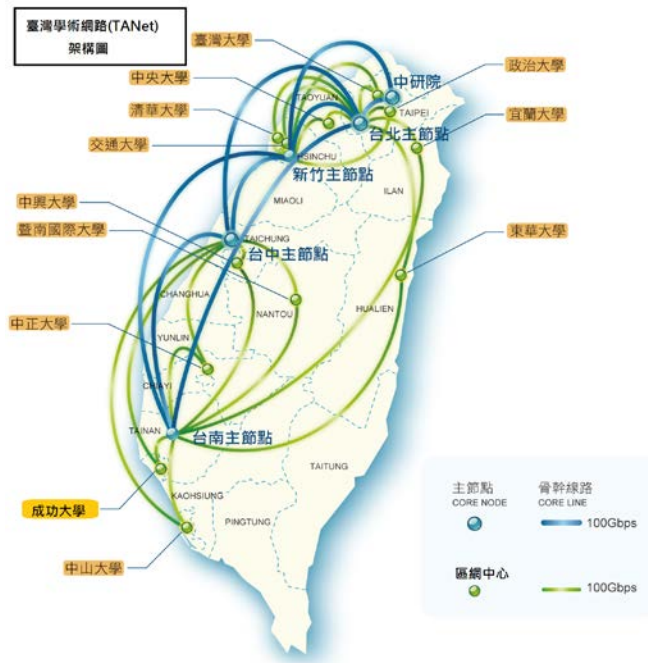 臺灣學術網路(TANet)
架構圖
臺灣大學
中研院
政治大學
中央大學
TAOYUAN
清華大學
TAIPEI
宜蘭大學
台北主節點
交通大學
HSINCHU
新竹主節點
ILAN
MIAOLI
中興大學
暨南國際大學
東華大學
TAICHUNG
台中主節點
CHANGHUA
NANTOU
HUALIEN
中正大學
YUNLIN
CHIAYI
TAINAN
台南主節點
TAITUNG
KAOHSIUNG
成功大學
PINGTUNG
中山大學
主節點
CORE NODE
骨幹線路
CORE LINE
100Gbps
區網中心
100Gbps